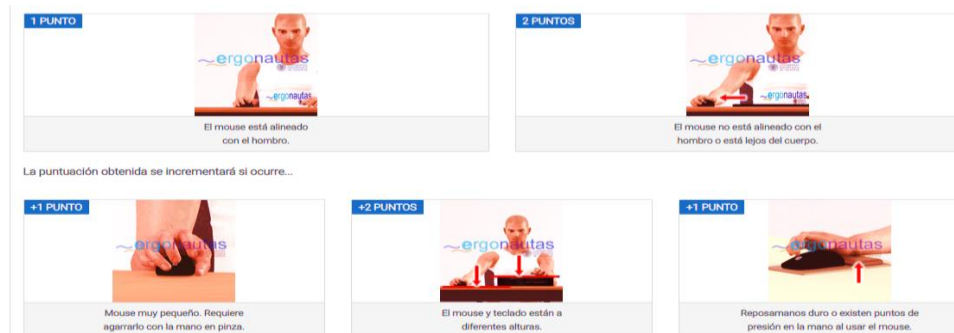 1 PUNTO
2 PUNTOS
ergonautas
ergonautas
ergonautas
ergonautas
El mouse está alineado
con el hombro.
El mouse no está alineado con el
hombro o está lejos del cuerpo.
La puntuación obtenida se incrementará si ocurre...
+1 PUNTO
+2 PUNTOS
+1 PUNTO
ergonautas
ergonautas
ergonautas
Mouse muy pequeño. Requiere
agarrarlo con la mano en pinza.
El mouse y teclado están a
diferentes alturas.
Reposamanos duro o existen puntos de
presión en la mano al usar el mouse.